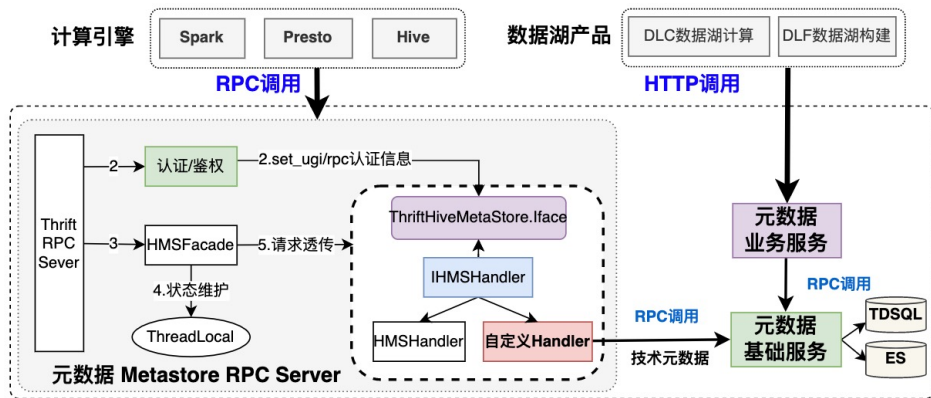 计算引擎
Spark
Presto
Hive
数据湖产品
DLC数据湖计算
DLF数据湖构建
RPC调用
HTTP调用
Thrift
RPC
Sever
2
认证/鉴权
2.set_ugi/rpc认证信息
3
HMSFacade
5.请求透传
4.状态维护
ThreadLocal
ThriftHiveMetaStore.Iface
IHMSHandler
HMSHandler
自定义Handler
元数据 Metastore RPC Server
元数据
业务服务
RPC调用
RPC调用
技术元数据
元数据
基础服务
TDSQL
ES